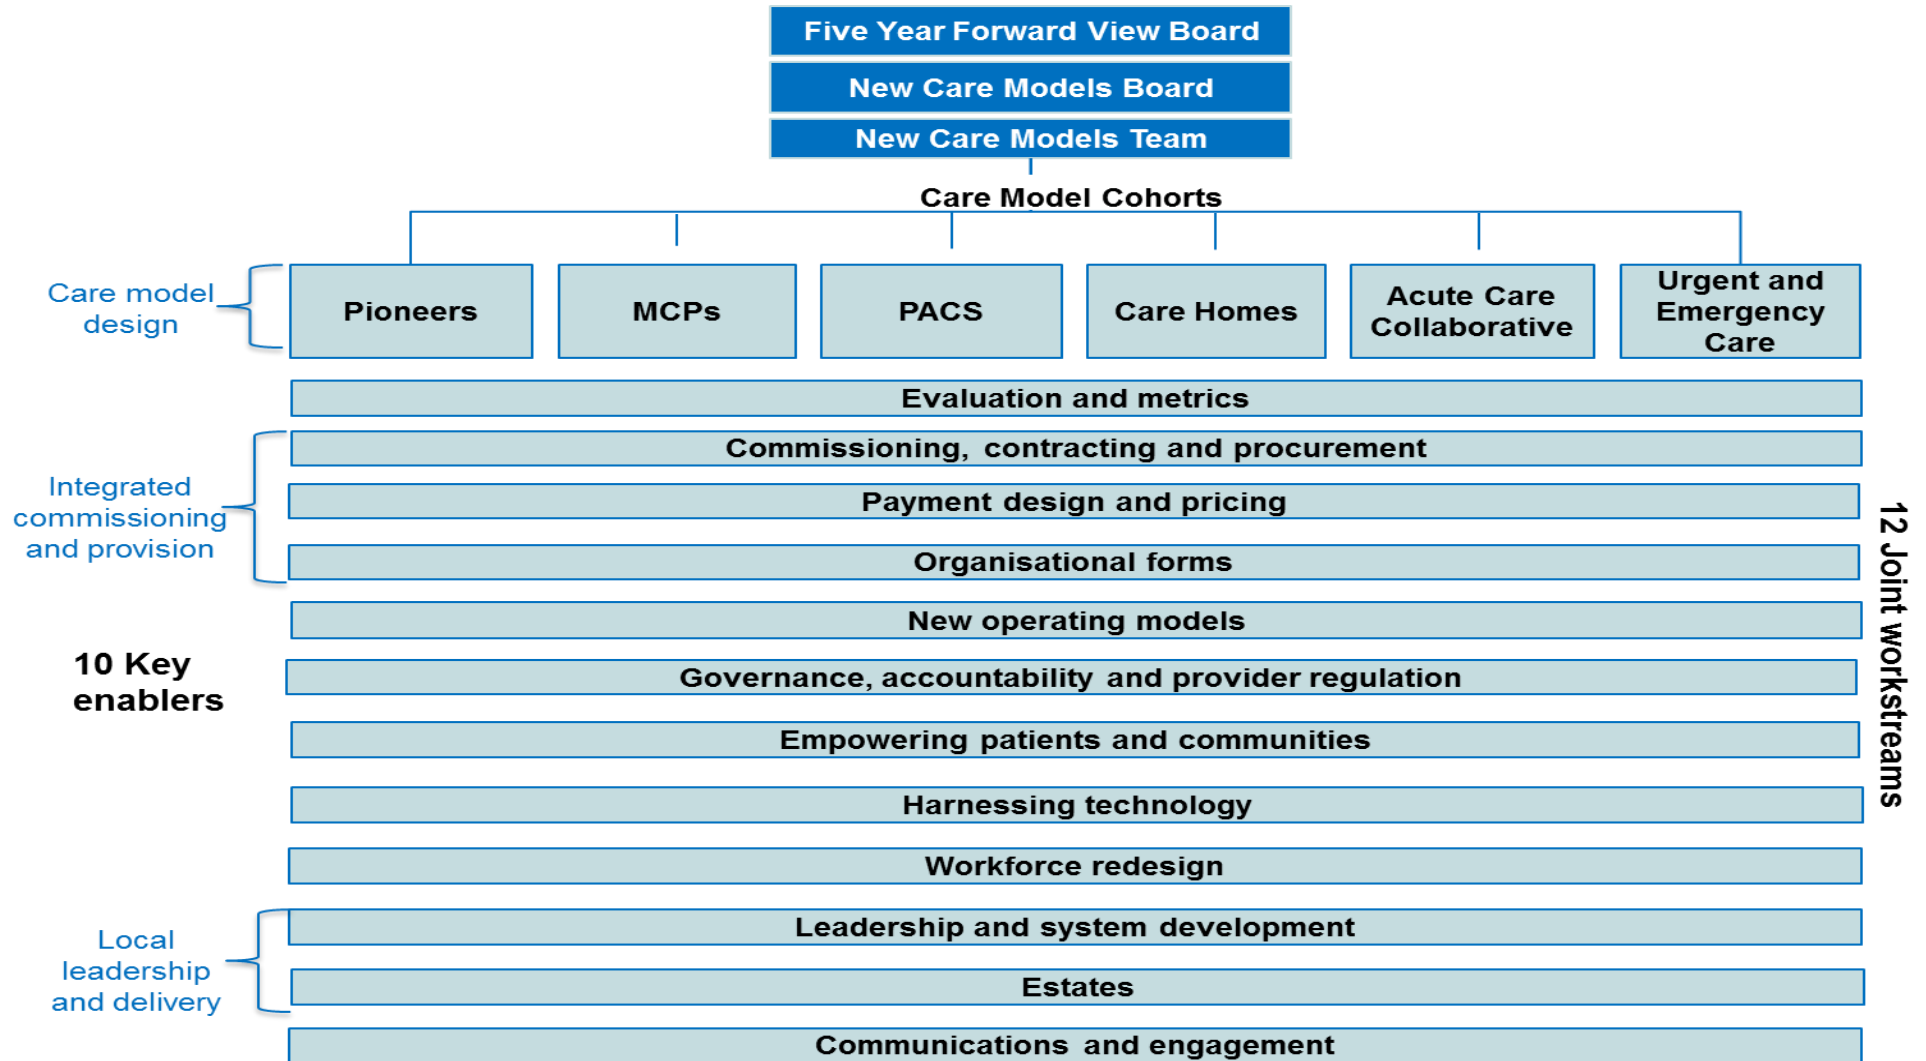 Five Year Forward View Board
New Care Models Board
New Care Models Team
Care Model Cohorts
Care model
design
Pioneers
MCPs
PACS
Care Homes
Acute Care
Collaborative
Urgent and
Emergency
Care
Evaluation and metrics
Integrated
commissioning
and provision
Commissioning, contracting and procurement
Payment design and pricing
Organisational forms
12 Joint workstreams
New operating models
10 Key
enablers
Governance, accountability and provider regulation
Empowering patients and communities
Harnessing technology
Workforce redesign
Local
leadership
and delivery
Leadership and system development
Estates
Communications and engagement